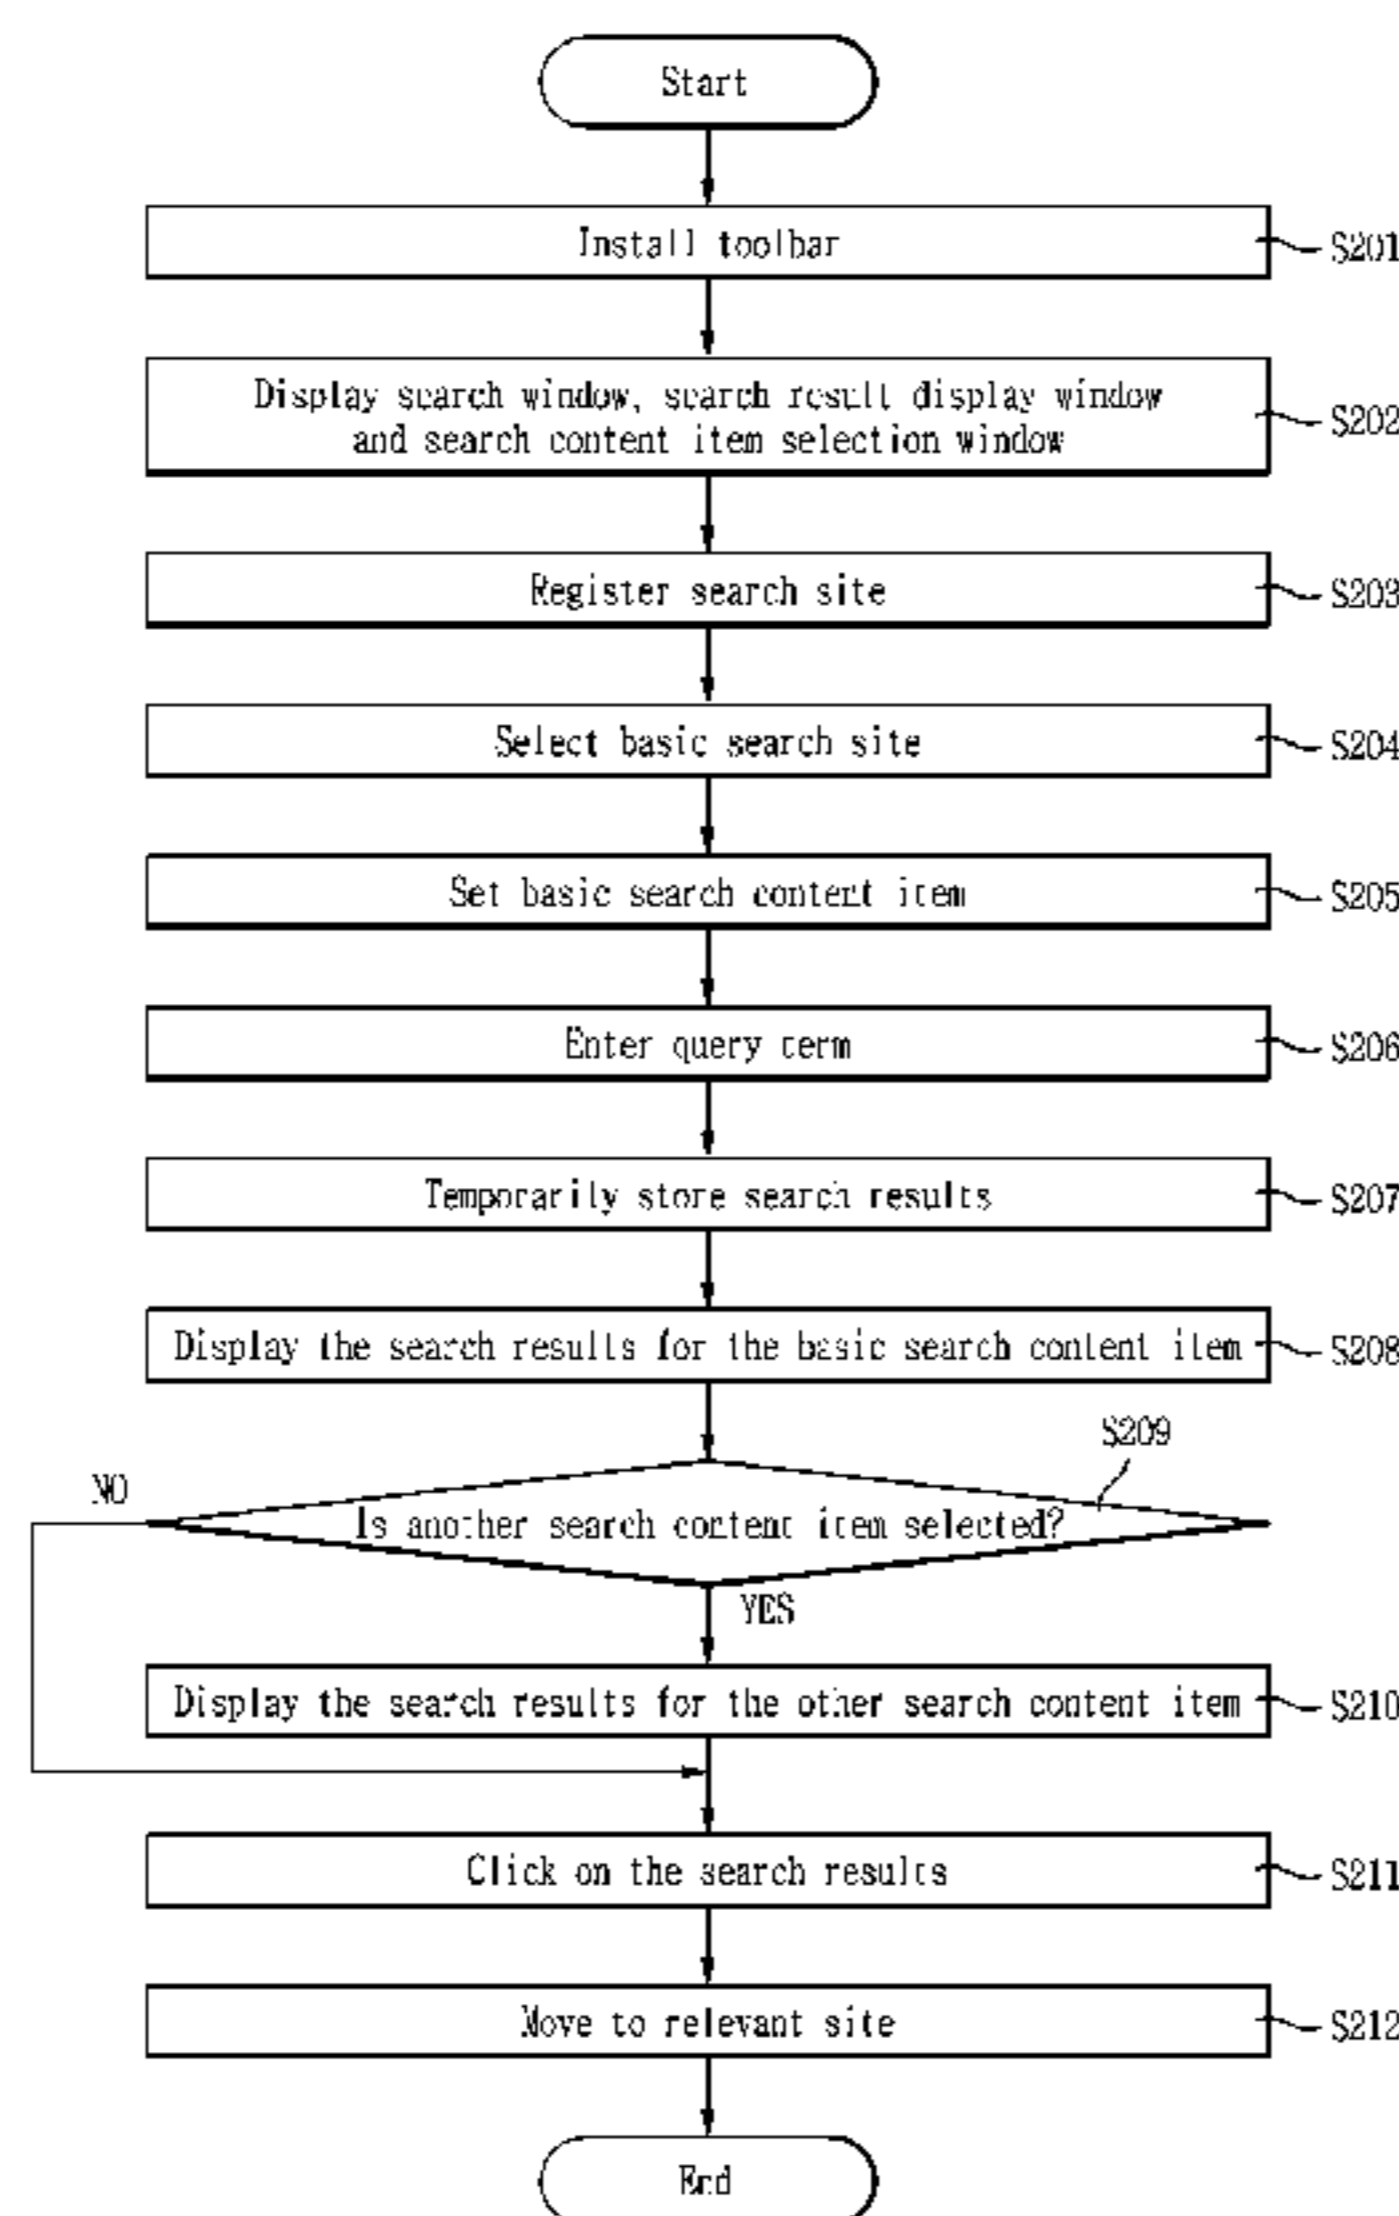 Start
Install toolbar
S201
Display search window, search result display window
and search content item selection window
S202
Register search site
S203
Select basic search site
S204
Set basic search content item
S205
Enter query term
S206
Temporarily store search results
S207
Display the search results for the basic search content item
S208
S209
NO
Is another search content item selected?
YES
Display the search results for the other search content item
S210
Click on the search results
S211
Move to relevant site
S212
End